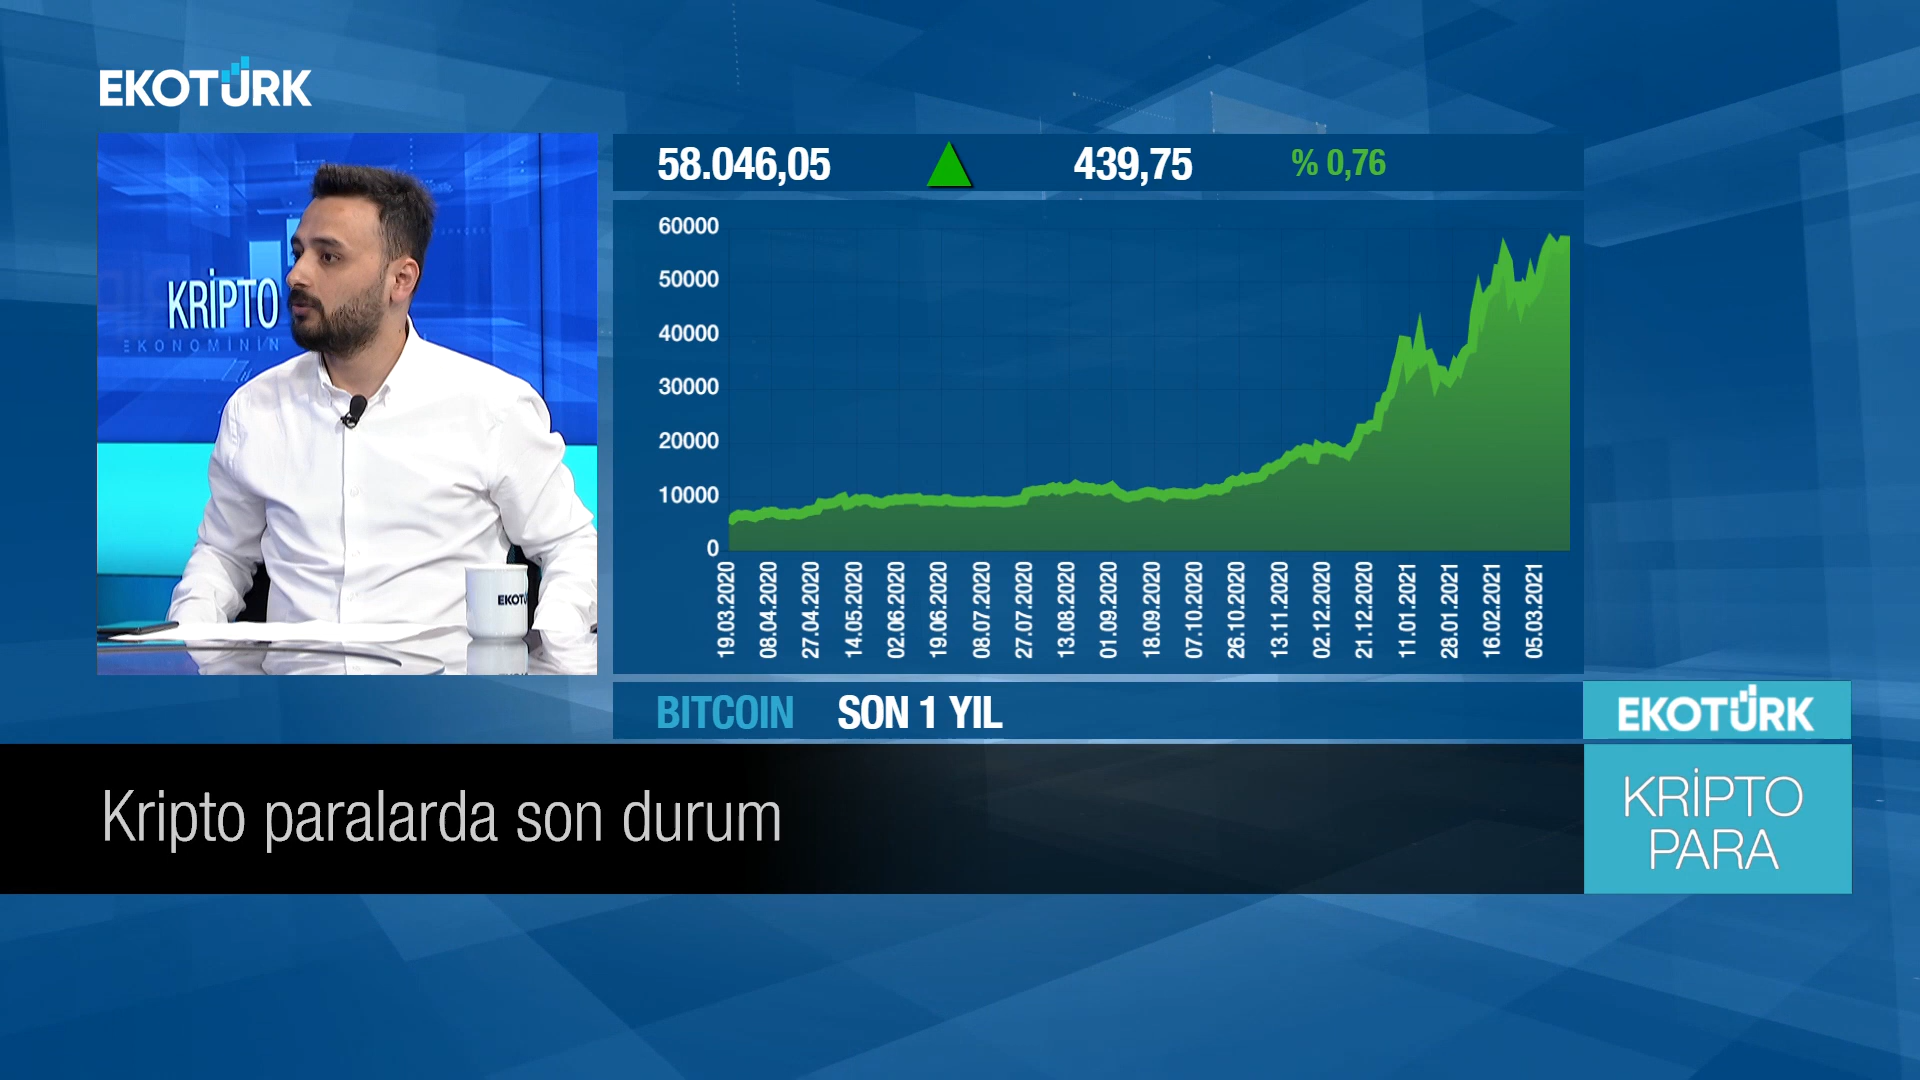 EKOTÜRK
KRİPTO
EKONOMİNİN
EKOT
58.046,05 439,75 % 0,76
60000
50000
40000
30000
20000
10000
0
19.03.2020
08.04.2020
27.04.2020
14.05.2020
02.06.2020
19.06.2020
08.07.2020
27.07.2020
13.08.2020
01.09.2020
18.09.2020
07.10.2020
26.10.2020
13.11.2020
02.12.2020
21.12.2020
11.01.2021
28.01.2021
16.02.2021
05.03.2021
BITCOIN SON 1 YIL
EKOTÜRK
Kripto paralarda son durum
KRİPTO
PARA